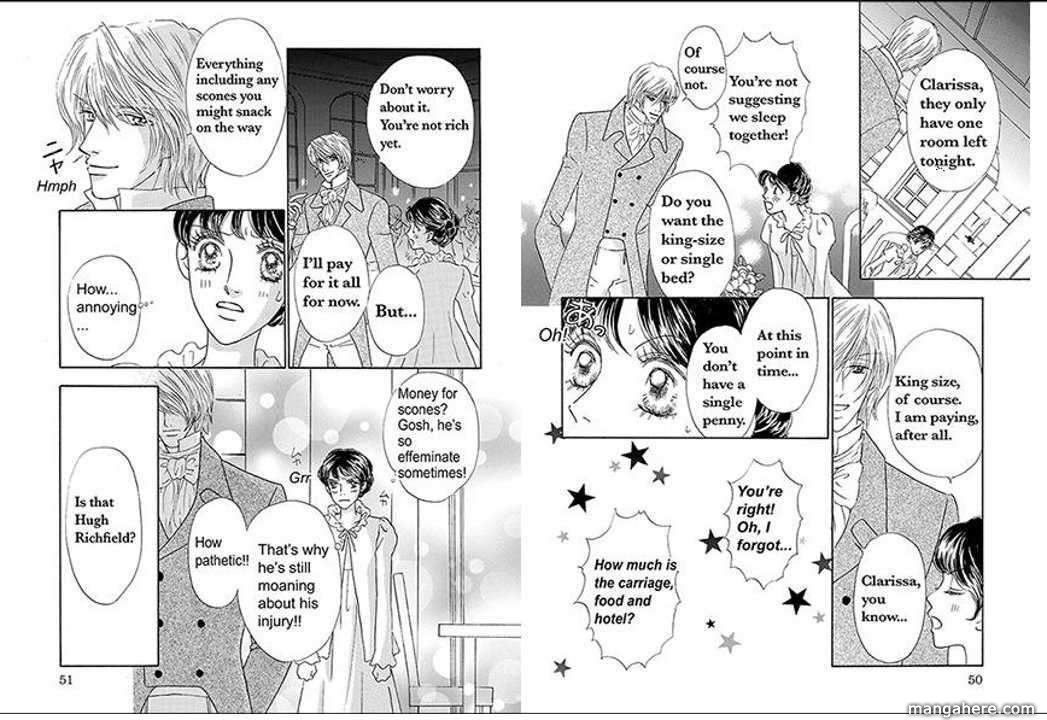 Clarissa,
they only
have one
room left
tonight.
You're not
suggesting
we sleep
together!
Of
course
not.
Do you
want the
king-size
or single
bed?
King size,
of course.
I am paying,
after all.
Clarissa,
you
know...
At this
point in
time...
You
don't
have a
single
penny.
あっ
Oh!
You're
right!
Oh, I
forgot...
How much is
the carriage,
food and
hotel?
50
Don't worry
about it.
You're not rich
yet.
I'll pay
for it all
for now.
But...
Everything
including any
scones you
might snack
on the way
ニヤ
Hmph
How...
annoying
...
Money for
scones?
Gosh, he's
so
effeminate
sometimes!
ムヤ
Grr
ムヤ
That's why
he's still
moaning
about his
injury!!
How
pathetic!!
Is that
Hugh
Richfield?
51
mangahere.com